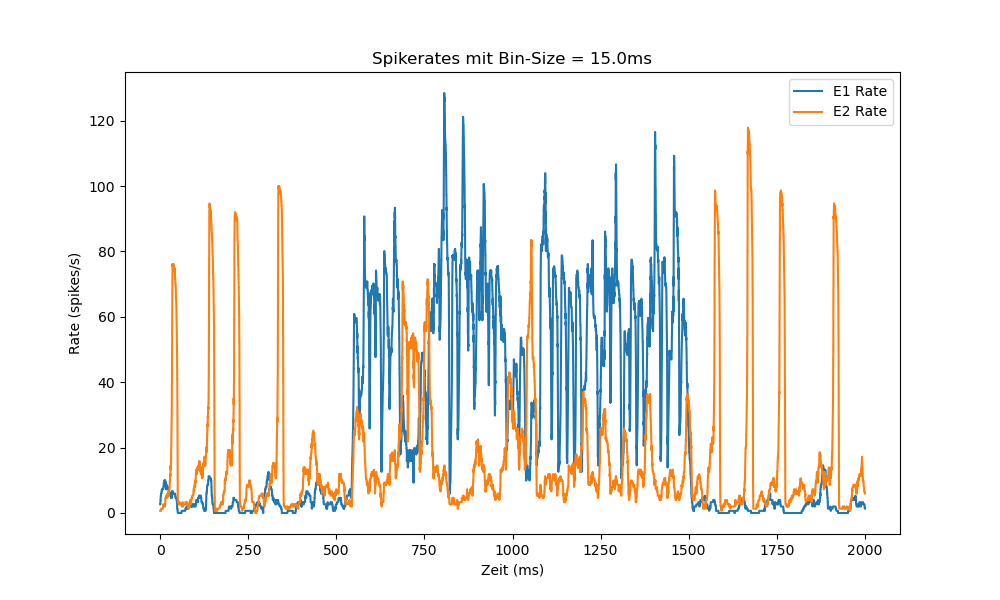 Spikerates mit Bin-Size = 15.0ms
E1 Rate
E2 Rate
120
100
80
60
40
20
0
Rate (spikes/s)
0 250 500 750 1000 1250 1500 1750 2000
Zeit (ms)